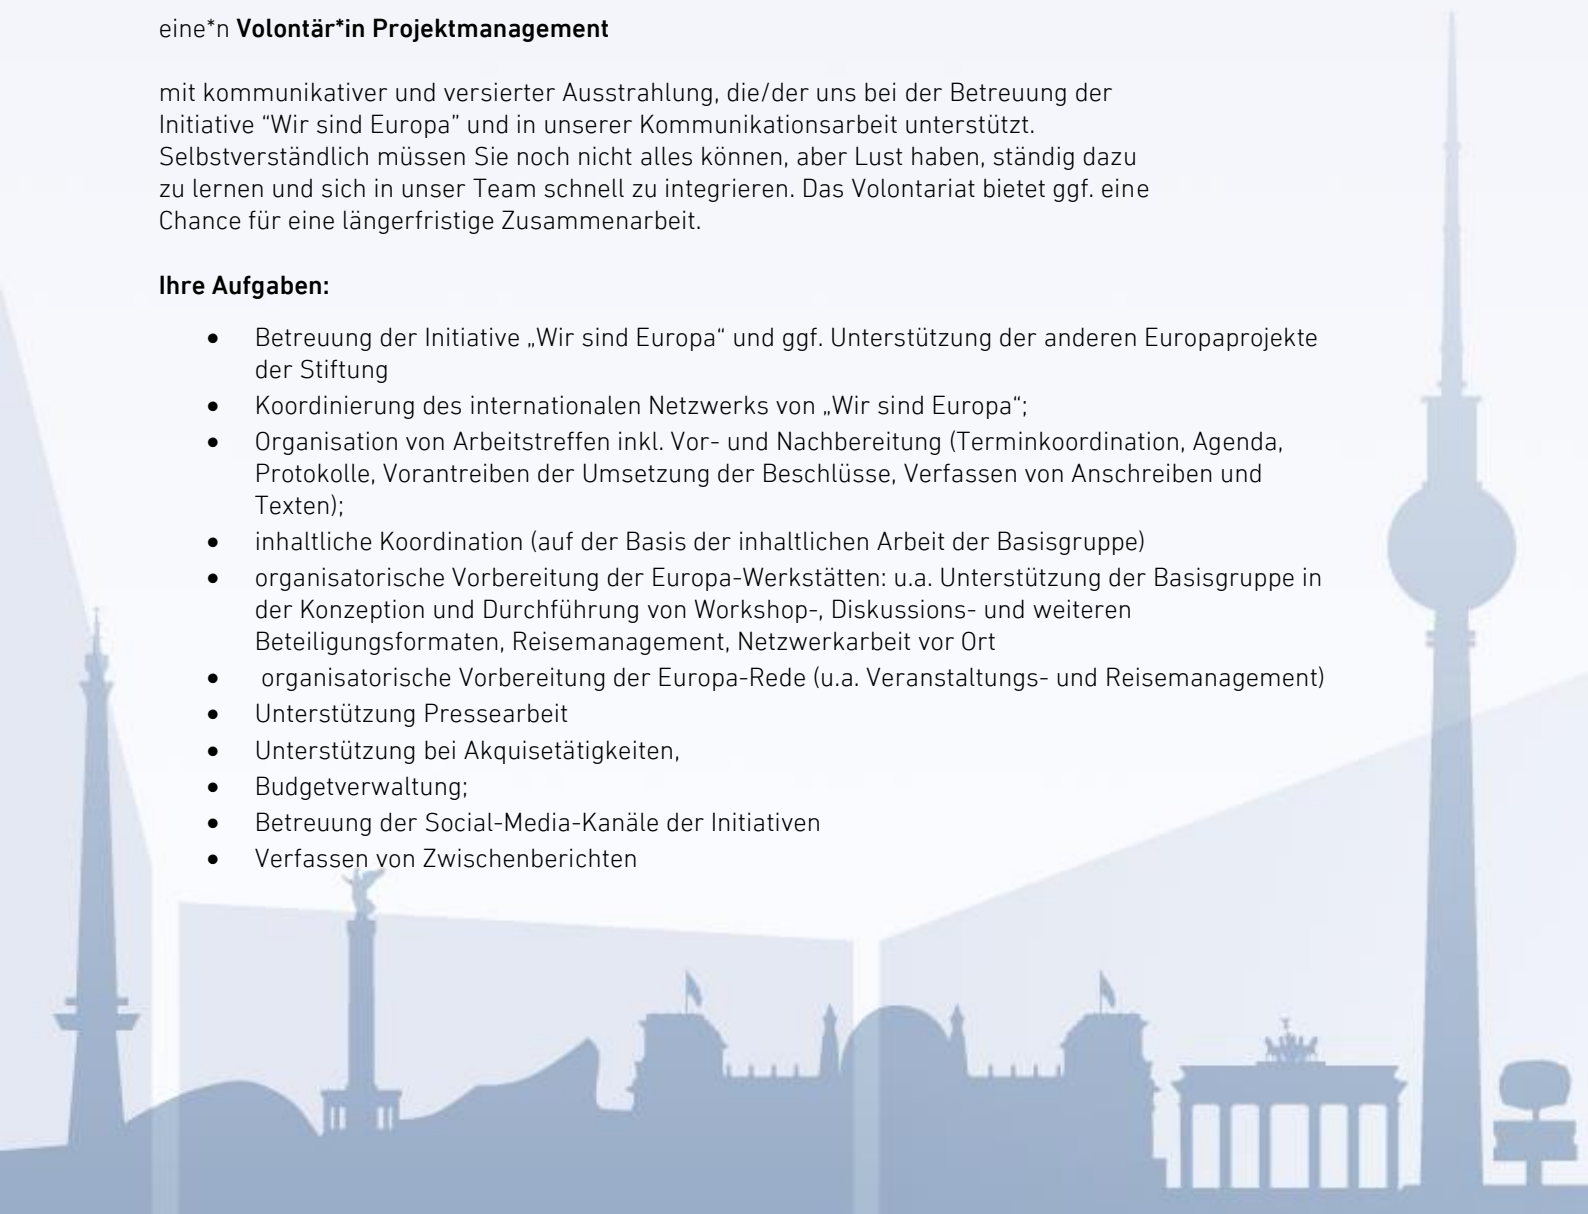 eine*n Volontär*in Projektmanagement
mit kommunikativer und versierter Ausstrahlung, die/der uns bei der Betreuung der
Initiative “Wir sind Europa” und in unserer Kommunikationsarbeit unterstützt.
Selbstverständlich müssen Sie noch nicht alles können, aber Lust haben, ständig dazu
zu lernen und sich in unser Team schnell zu integrieren. Das Volontariat bietet ggf. eine
Chance für eine längerfristige Zusammenarbeit.
Ihre Aufgaben:
• Betreuung der Initiative „Wir sind Europa“ und ggf. Unterstützung der anderen Europaprojekte
der Stiftung
• Koordinierung des internationalen Netzwerks von „Wir sind Europa“;
• Organisation von Arbeitstreffen inkl. Vor- und Nachbereitung (Terminkoordination, Agenda,
Protokolle, Vorantreiben der Umsetzung der Beschlüsse, Verfassen von Anschreiben und
Texten);
• inhaltliche Koordination (auf der Basis der inhaltlichen Arbeit der Basisgruppe)
• organisatorische Vorbereitung der Europa-Werkstätten: u.a. Unterstützung der Basisgruppe in
der Konzeption und Durchführung von Workshop-, Diskussions- und weiteren
Beteiligungsformaten, Reisemanagement, Netzwerkarbeit vor Ort
• organisatorische Vorbereitung der Europa-Rede (u.a. Veranstaltungs- und Reisemanagement)
• Unterstützung Pressearbeit
• Unterstützung bei Akquisetätigkeiten,
• Budgetverwaltung;
• Betreuung der Social-Media-Kanäle der Initiativen
• Verfassen von Zwischenberichten